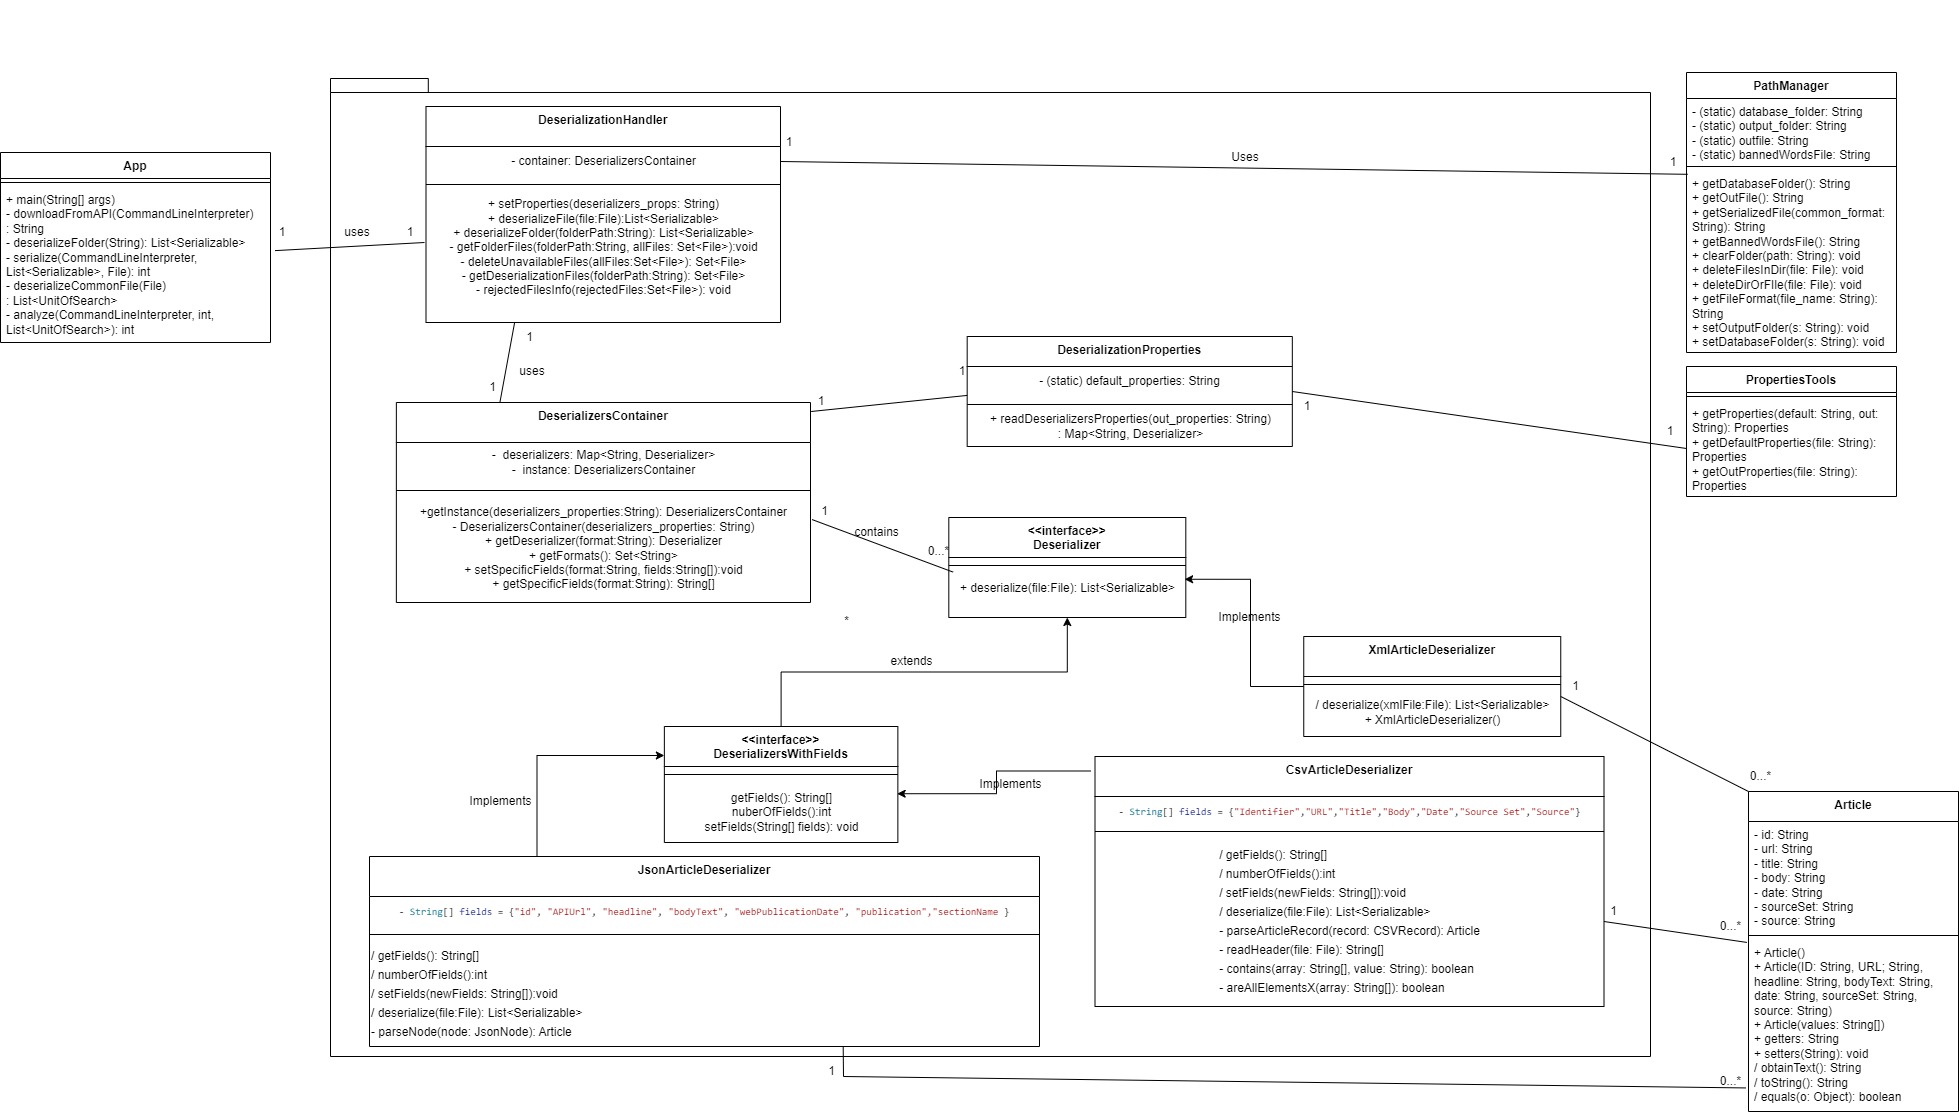 App
+ main(String[] args)
- downloadFromAPI(CommandLineInterpreter)
: String
- deserializeFolder(String): List<Serializable>
- serialize(CommandLineInterpreter,
List<Serializable>, File): int
- deserializeCommonFile(File)
: List<UnitOfSearch>
- analyze(CommandLineInterpreter, int,
List<UnitOfSearch>): int
1
uses
1
DeserializationHandler
- container: DeserializersContainer
+ setProperties(deserializers_props: String)
+ deserializeFile(file:File):List<Serializable>
+ deserializeFolder(folderPath:String): List<Serializable>
- getFolderFiles(folderPath:String, allFiles: Set<File>):void
- deleteUnavailableFiles(allFiles:Set<File>): Set<File>
- getDeserializationFiles(folderPath:String): Set<File>
- rejectedFilesInfo(rejectedFiles:Set<File>): void
1
Uses
1
PathManager
- (static) database_folder: String
- (static) output_folder: String
- (static) outfile: String
- (static) bannedWordsFile: String
+ getDatabaseFolder(): String
+ getOutFile(): String
+ getSerializedFile(common_format:
String): String
+ getBannedWordsFile(): String
+ clearFolder(path: String): void
+ deleteFilesInDir(file: File): void
+ deleteDirOrFIle(file: File): void
+ getFileFormat(file_name: String):
String
+ setOutputFolder(s: String): void
+ setDatabaseFolder(s: String): void
1
uses
1
DeserializersContainer
- deserializers: Map<String, Deserializer>
- instance: DeserializersContainer
+getInstance(deserializers_properties:String): DeserializersContainer
- DeserializersContainer(deserializers_properties: String)
+ getDeserializer(format:String): Deserializer
+ getFormats(): Set<String>
+ setSpecificFields(format:String, fields:String[]):void
+ getSpecificFields(format:String): String[]
1
1
DeserializationProperties
- (static) default_properties: String
+ readDeserializersProperties(out_properties: String)
: Map<String, Deserializer>
1
1
PropertiesTools
+ getProperties(default: String, out:
String): Properties
+ getDefaultProperties(file: String):
Properties
+ getOutProperties(file: String):
Properties
1
contains
0...*
<<interface>>
Deserializer
+ deserialize(file:File): List<Serializable>
*
extends
Implements
XmlArticleDeserializer
/ deserialize(xmlFile:File): List<Serializable>
+ XmlArticleDeserializer()
1
0...*
<<interface>>
DeserializersWithFields
getFields(): String[]
nuberOfFields():int
setFields(String[] fields): void
Implements
Implements
CsvArticleDeserializer
- String[] fields = {"Identifier","URL","Title","Body","Date","Source Set","Source"}
/ getFields(): String[]
/ numberOfFields():int
/ setFields(newFields: String[]):void
/ deserialize(file:File): List<Serializable>
- parseArticleRecord(record: CSVRecord): Article
- readHeader(file: File): String[]
- contains(array: String[], value: String): boolean
- areAllElementsX(array: String[]): boolean
1
0...*
JsonArticleDeserializer
- String[] fields = {"id", "APIUrl", "headline", "bodyText", "webPublicationDate", "publication","sectionName }
/ getFields(): String[]
/ numberOfFields():int
/ setFields(newFields: String[]):void
/ deserialize(file:File): List<Serializable>
- parseNode(node: JsonNode): Article
1
0...*
Article
- id: String
- url: String
- title: String
- body: String
- date: String
- sourceSet: String
- source: String
+ Article()
+ Article(ID: String, URL; String,
headline: String, bodyText: String,
date: String, sourceSet: String,
source: String)
+ Article(values: String[])
+ getters: String
+ setters(String): void
/ obtainText(): String
/ toString(): String
/ equals(o: Object): boolean